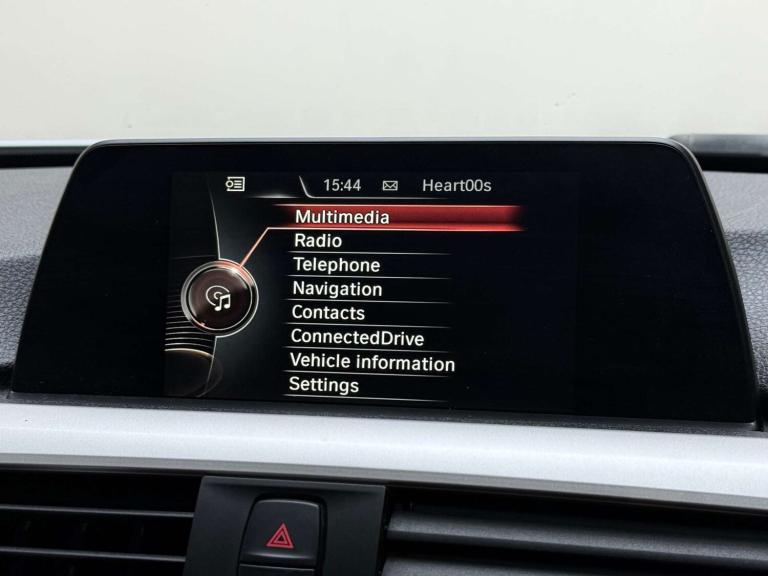 15:44 Heart00s
Multimedia
Radio
Telephone
Navigation
Contacts
ConnectedDrive
Vehicle information
Settings